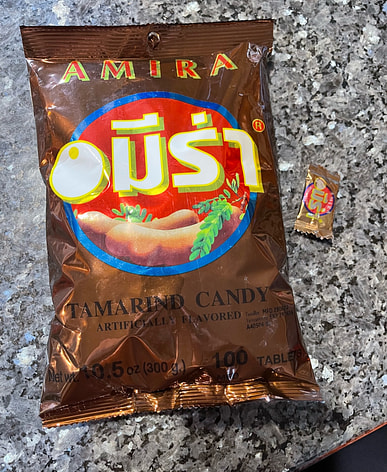 AMIRA
อมีร่า®
TAMARIND CANDY
ARTIFICIALLY FLAVORED
Net wt. 10.5 oz (300 g.)
100 TABLETS